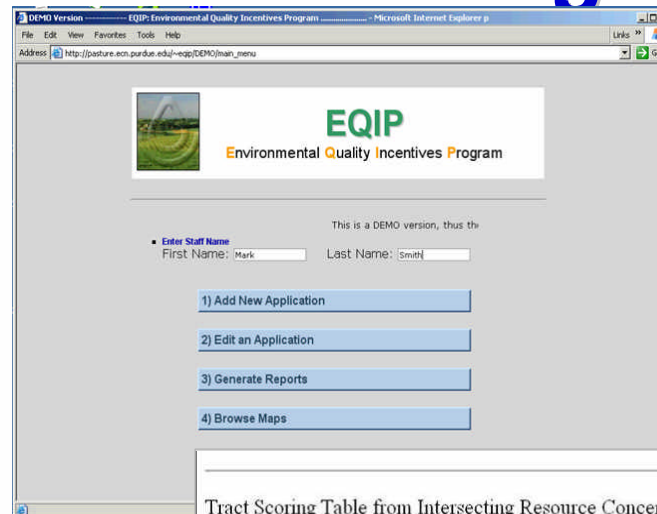 DEMO Version -------------- EQIP: Environmental Quality Incentives Program .................... - Microsoft Internet Explorer p
File Edit View Favorites Tools Help
Links »
Address http://pasture.ecn.purdue.edu/~eqip/DEMO/main_menu
EQIP
Environmental Quality Incentives Program
This is a DEMO version, thus
Enter Staff Name
First Name: Mark Last Name: Smith
1) Add New Application
2) Edit an Application
3) Generate Reports
4) Browse Maps
Tract Scoring Table from Intersecting Resource